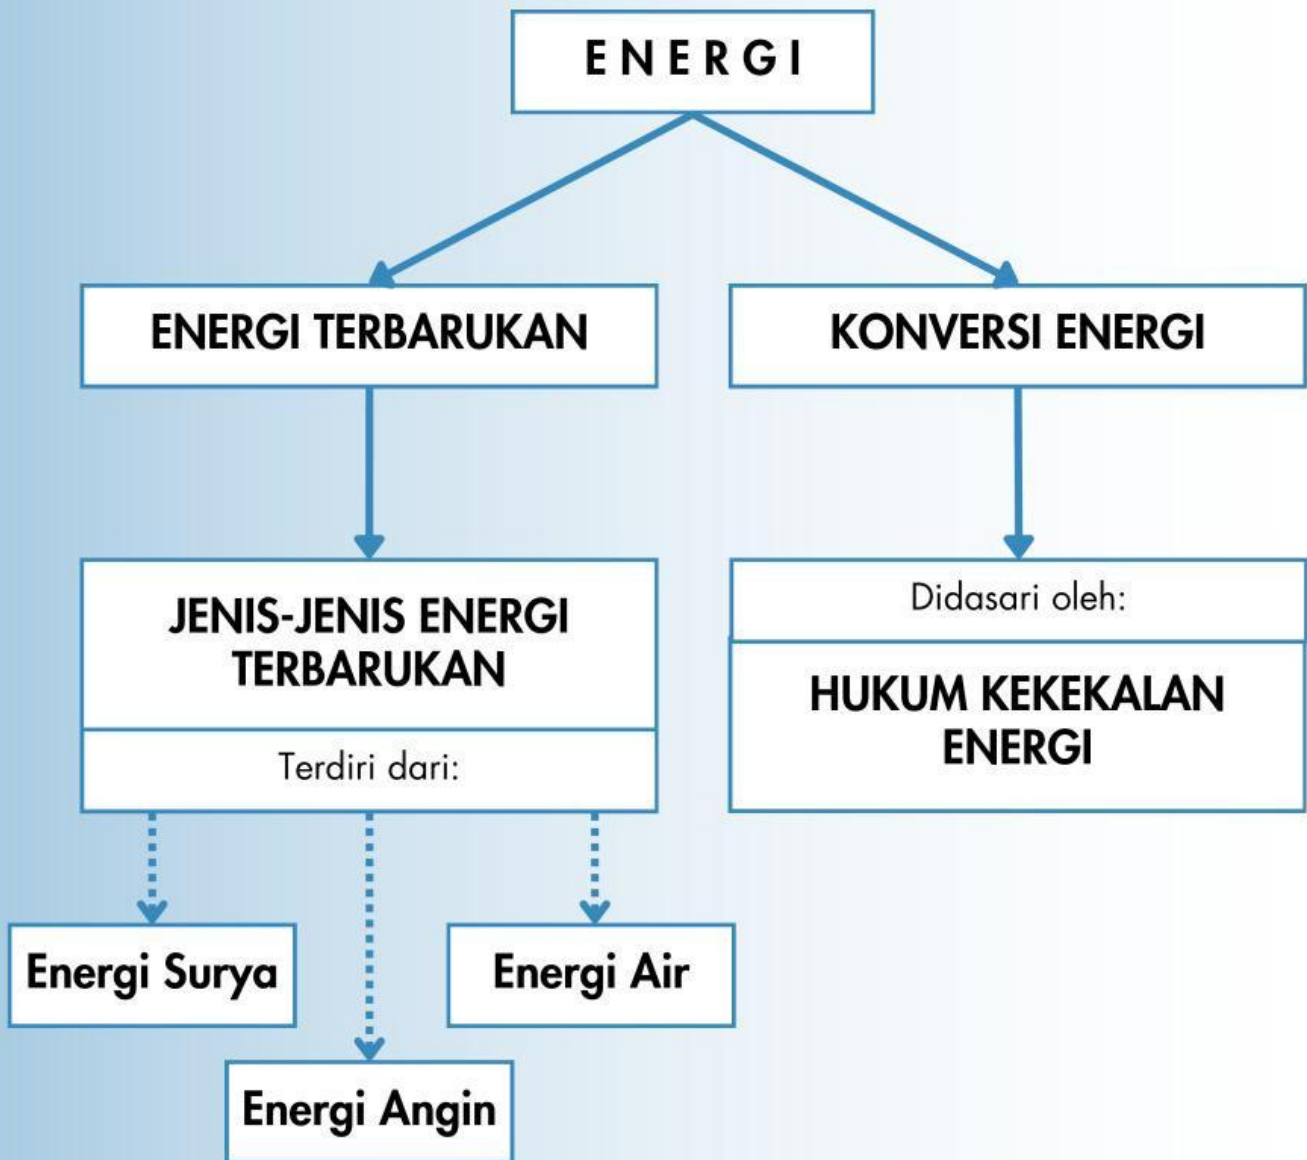 ENERGI
ENERGI TERBARUKAN
KONVERSI ENERGI
JENIS-JENIS ENERGI
TERBARUKAN
Terdiri dari:
Didasari oleh:
HUKUM KEKEKALAN
ENERGI
Energi Surya
Energi Air
Energi Angin